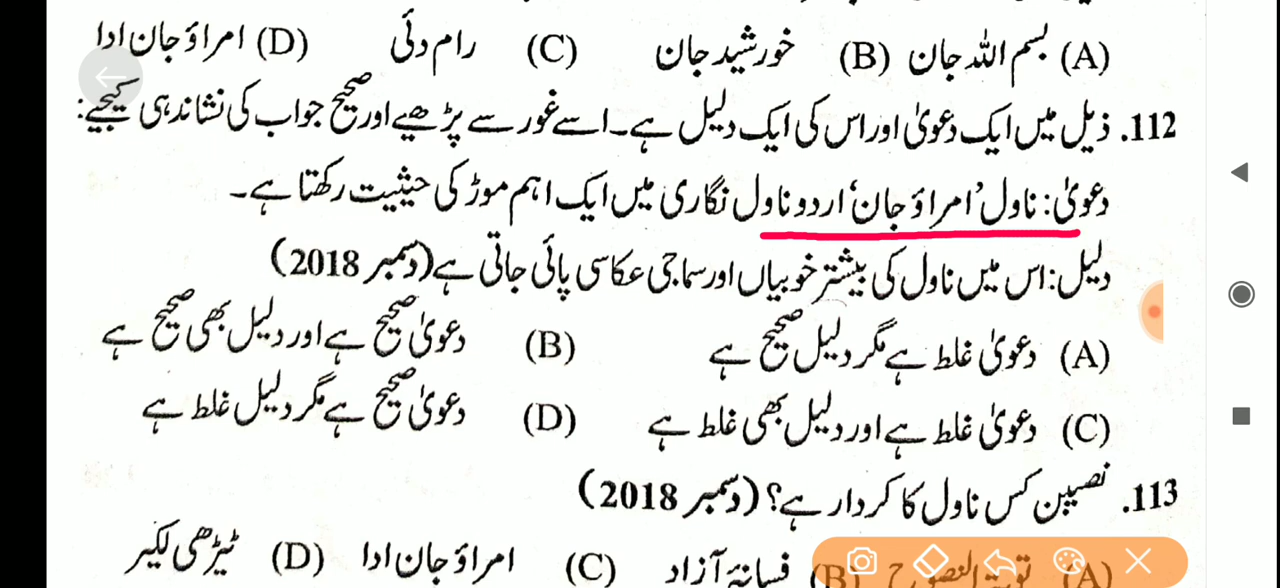 (A) بسم اللہ جان (B) خورشید جان (C) رام دئی (D) امراؤ جان ادا
112. ذیل میں ایک دعویٰ اور اس کی ایک دلیل ہے۔ اسے غور سے پڑھیے اور صحیح جواب کی نشاندہی کیجیے:
دعویٰ: ناول ’امراؤ جان‘ اردو ناول نگاری میں ایک اہم موڑ کی حیثیت رکھتا ہے۔
دلیل: اس میں ناول کی بیشتر خوبیاں اور سماجی عکاسی پائی جاتی ہے (دسمبر 2018)
(A) دعویٰ غلط ہے مگر دلیل صحیح ہے (B) دعویٰ صحیح ہے اور دلیل بھی صحیح ہے
(C) دعویٰ غلط ہے اور دلیل بھی غلط ہے (D) دعویٰ صحیح ہے مگر دلیل غلط ہے
113. نصیبن کس ناول کا کردار ہے؟ (دسمبر 2018)
(A) (B) فسانۂ آزاد (C) امراؤ جان ادا (D) ٹیڑھی لکیر